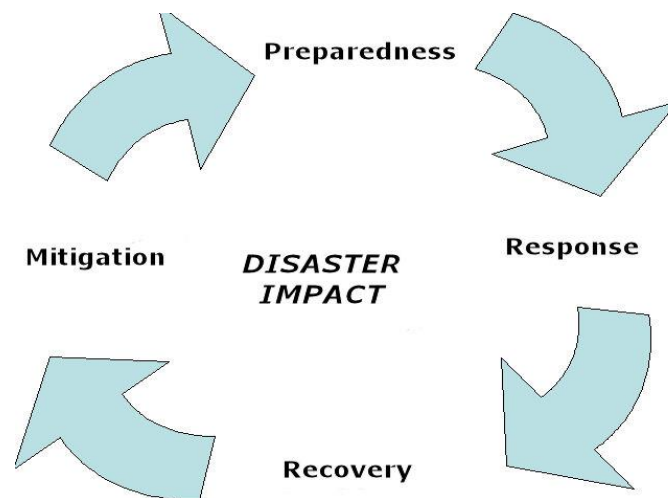 Preparedness
Mitigation
DISASTER
IMPACT
Response
Recovery